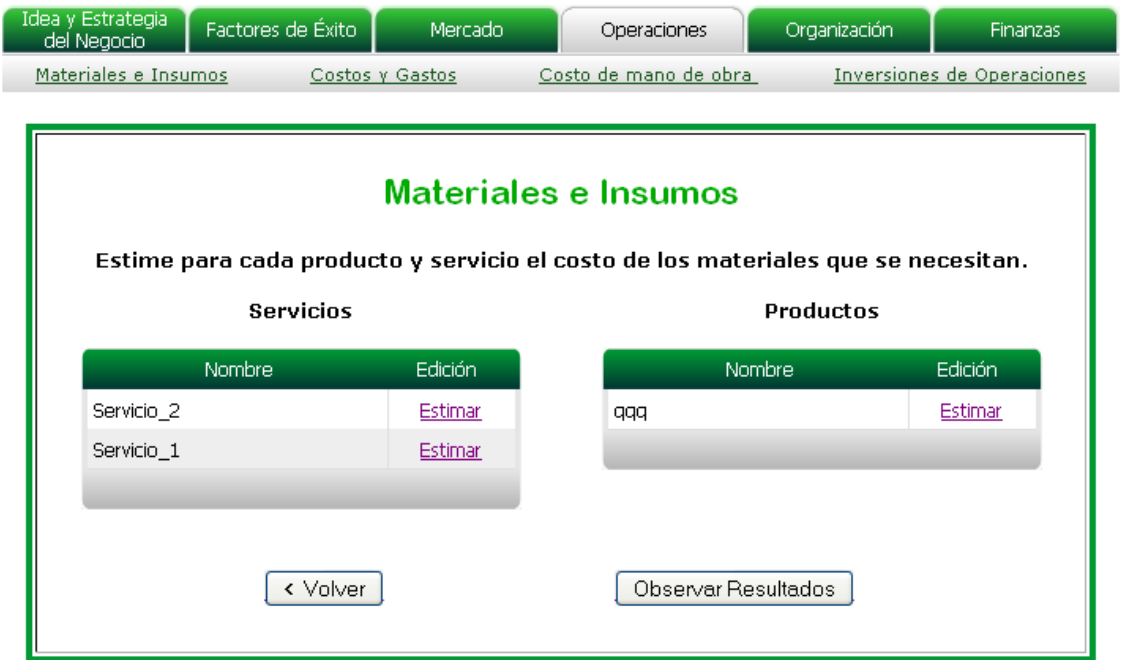 Idea y Estrategia
del Negocio
Factores de Éxito
Mercado
Operaciones
Organización
Finanzas
Materiales e Insumos
Costos y Gastos
Costo de mano de obra
Inversiones de Operaciones
Materiales e Insumos
Estime para cada producto y servicio el costo de los materiales que se necesitan.
Servicios
Nombre Edición
Servicio_2 Estimar
Servicio_1 Estimar
Productos
Nombre Edición
qqq Estimar
< Volver
Observar Resultados